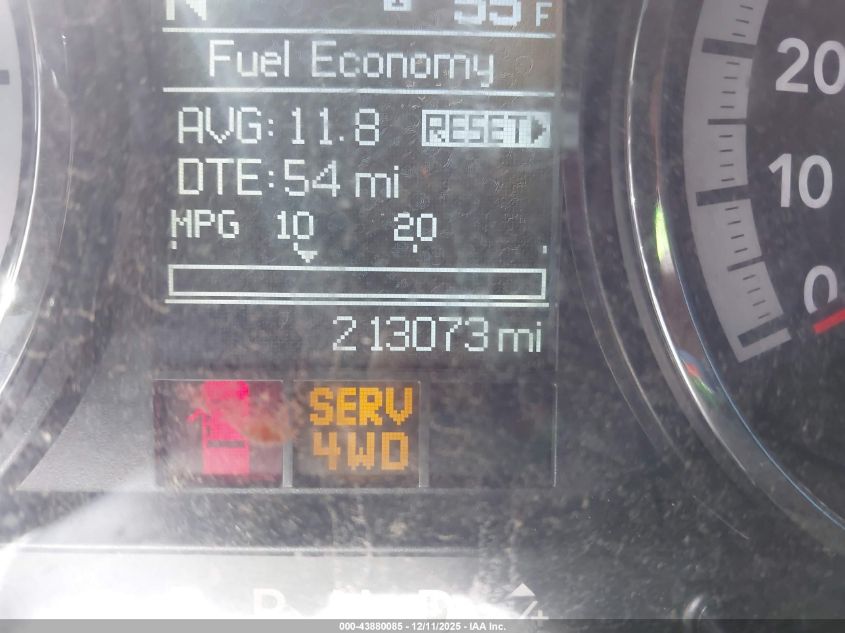 N 55 F
Fuel Economy
AVG: 11.8 RESET
DTE: 54 mi
MPG 10 20
213073 mi
SERV
4WD
20
10
0
000-43880085 - 12/11/2025 - IAA Inc.